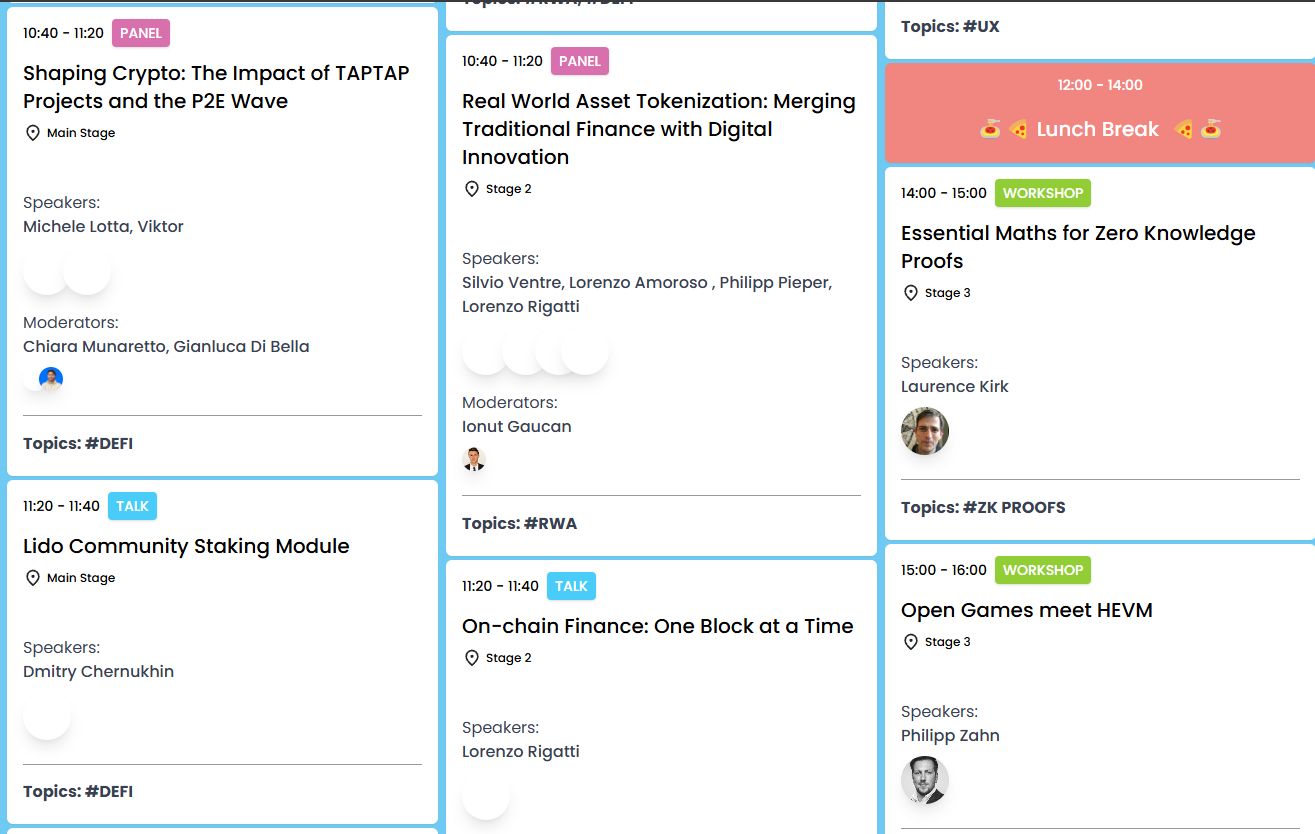 10:40 - 11:20 PANEL
Shaping Crypto: The Impact of TAPTAP
Projects and the P2E Wave
Main Stage
Speakers:
Michele Lotta, Viktor
Moderators:
Chiara Munaretto, Gianluca Di Bella
Topics: #DEFI
11:20 - 11:40 TALK
Lido Community Staking Module
Main Stage
Speakers:
Dmitry Chernukhin
Topics: #DEFI
Topics: #RWA, #DEFI
10:40 - 11:20 PANEL
Real World Asset Tokenization: Merging
Traditional Finance with Digital
Innovation
Stage 2
Speakers:
Silvio Ventre, Lorenzo Amoroso , Philipp Pieper,
Lorenzo Rigatti
Moderators:
Ionut Gaucan
Topics: #RWA
11:20 - 11:40 TALK
On-chain Finance: One Block at a Time
Stage 2
Speakers:
Lorenzo Rigatti
Topics: #UX
12:00 - 14:00
🍝 🍕 Lunch Break 🍕 🍝
14:00 - 15:00 WORKSHOP
Essential Maths for Zero Knowledge
Proofs
Stage 3
Speakers:
Laurence Kirk
Topics: #ZK PROOFS
15:00 - 16:00 WORKSHOP
Open Games meet HEVM
Stage 3
Speakers:
Philipp Zahn